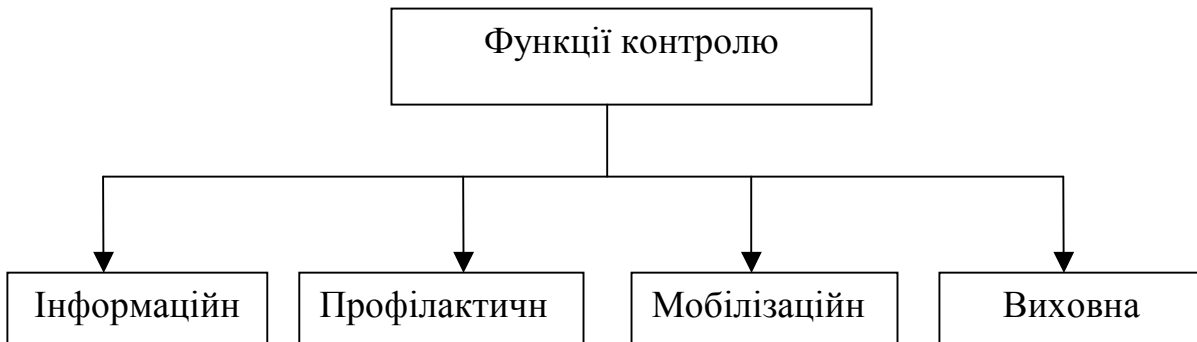 Функції контролю
Інформаційн
Профілактичн
Мобілізаційн
Виховна